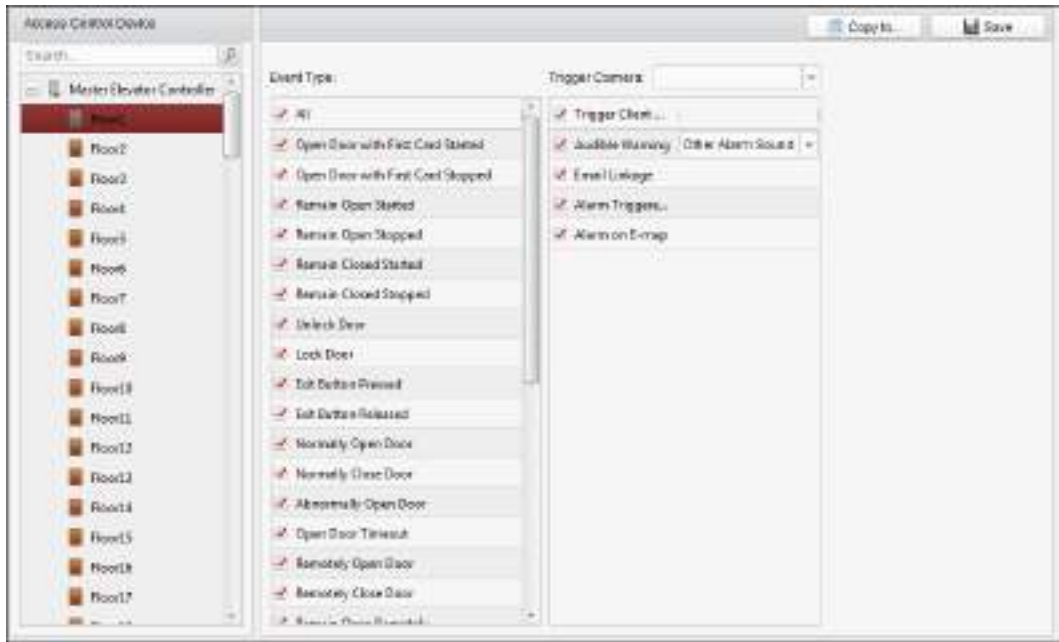 Access Control Device
Copy to...
Save
Search...
Master Elevator Controller
Floor1
Floor2
Floor3
Floor4
Floor5
Floor6
Floor7
Floor8
Floor9
Floor10
Floor11
Floor12
Floor13
Floor14
Floor15
Floor16
Floor17
Event Type:
All
Open Door with First Card Started
Open Door with First Card Stopped
Remain Open Started
Remain Open Stopped
Remain Closed Started
Remain Closed Stopped
Unlock Door
Lock Door
Exit Button Pressed
Exit Button Released
Normally Open Door
Normally Close Door
Abnormally Open Door
Open Door Timeout
Remotely Open Door
Remotely Close Door
Remain Open Remotely
Trigger Camera:
Trigger Client ...
Audible Warning Other Alarm Sound
Email Linkage
Alarm Triggers...
Alarm on E-map